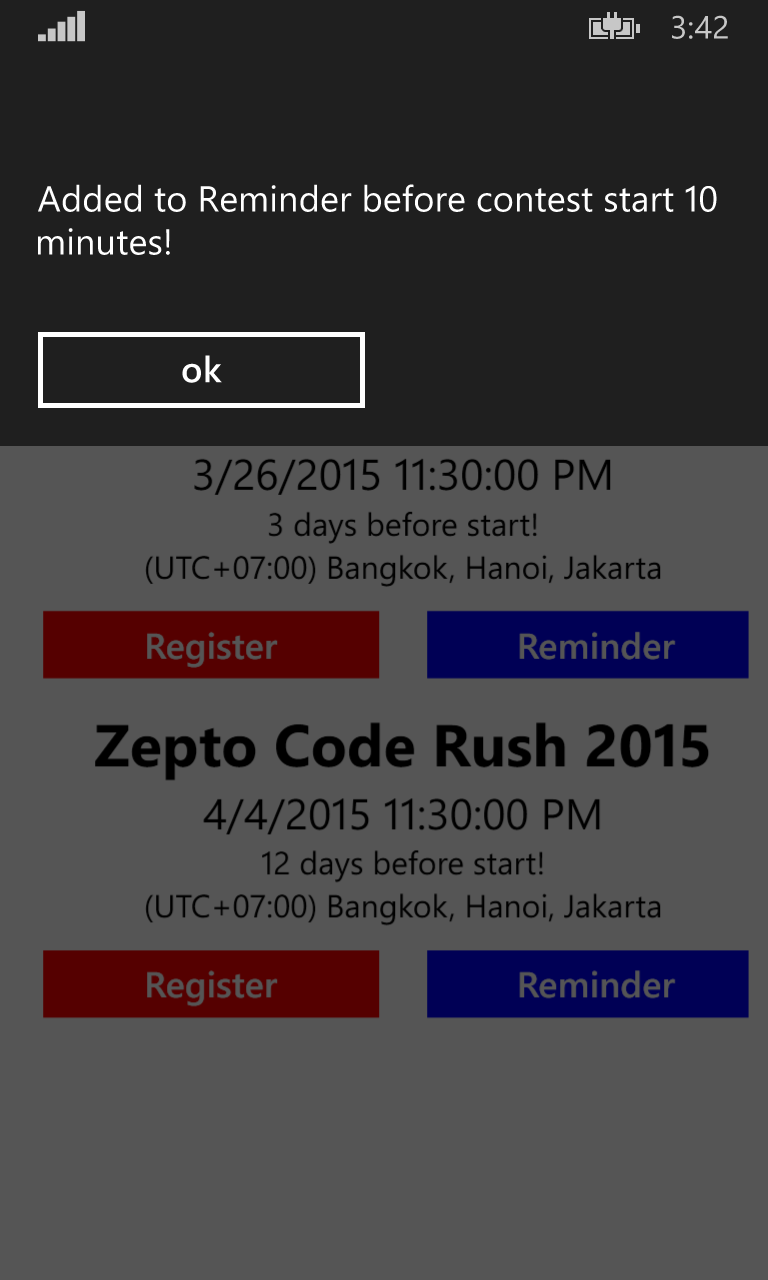 3:42
Added to Reminder before contest start 10
minutes!
ok
3/26/2015 11:30:00 PM
3 days before start!
(UTC+07:00) Bangkok, Hanoi, Jakarta
Register Reminder
Zepto Code Rush 2015
4/4/2015 11:30:00 PM
12 days before start!
(UTC+07:00) Bangkok, Hanoi, Jakarta
Register Reminder